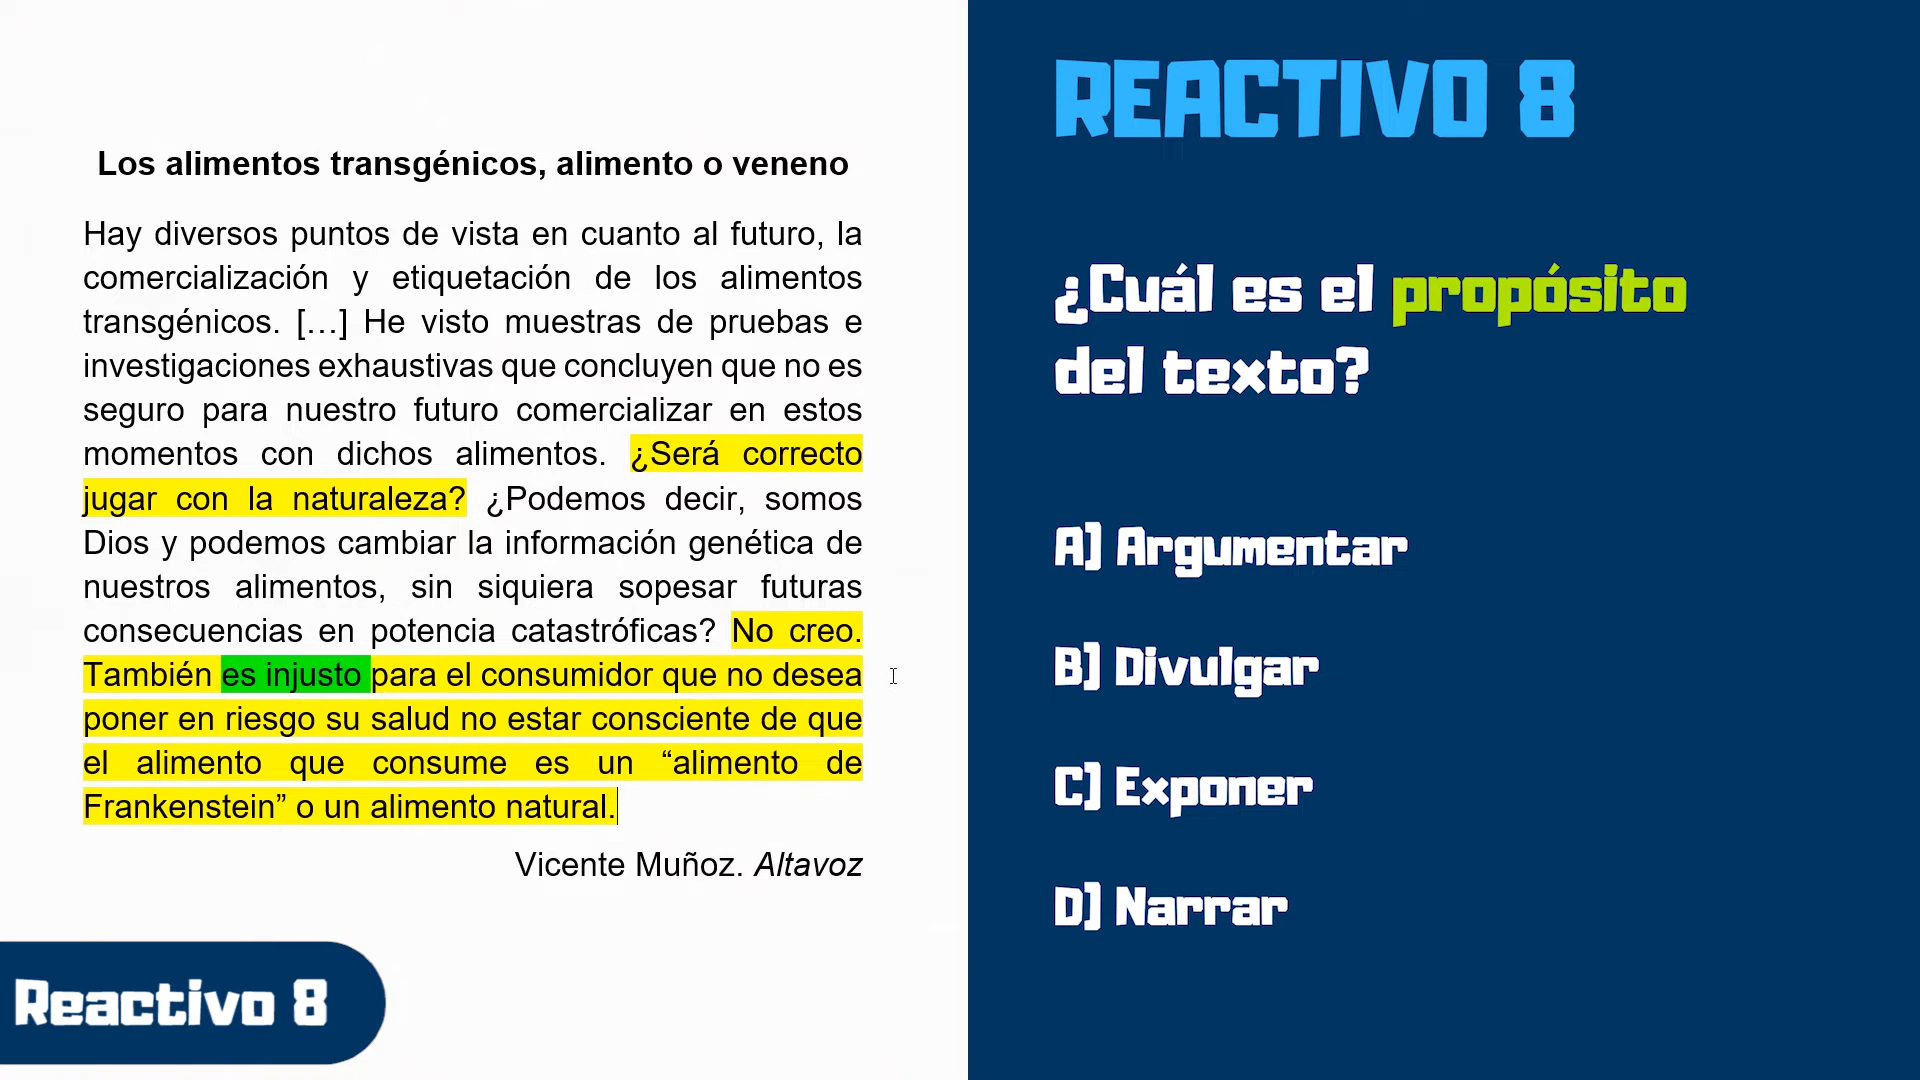 Los alimentos transgénicos, alimento o veneno
Hay diversos puntos de vista en cuanto al futuro, la
comercialización y etiquetación de los alimentos
transgénicos. […] He visto muestras de pruebas e
investigaciones exhaustivas que concluyen que no es
seguro para nuestro futuro comercializar en estos
momentos con dichos alimentos. ¿Será correcto
jugar con la naturaleza? ¿Podemos decir, somos
Dios y podemos cambiar la información genética de
nuestros alimentos, sin siquiera sopesar futuras
consecuencias en potencia catastróficas? No creo.
También es injusto para el consumidor que no desea
poner en riesgo su salud no estar consciente de que
el alimento que consume es un “alimento de
Frankenstein” o un alimento natural.
Vicente Muñoz. Altavoz
Reactivo 8
REACTIVO 8
¿Cuál es el propósito
del texto?
A) Argumentar
B) Divulgar
C) Exponer
D) Narrar